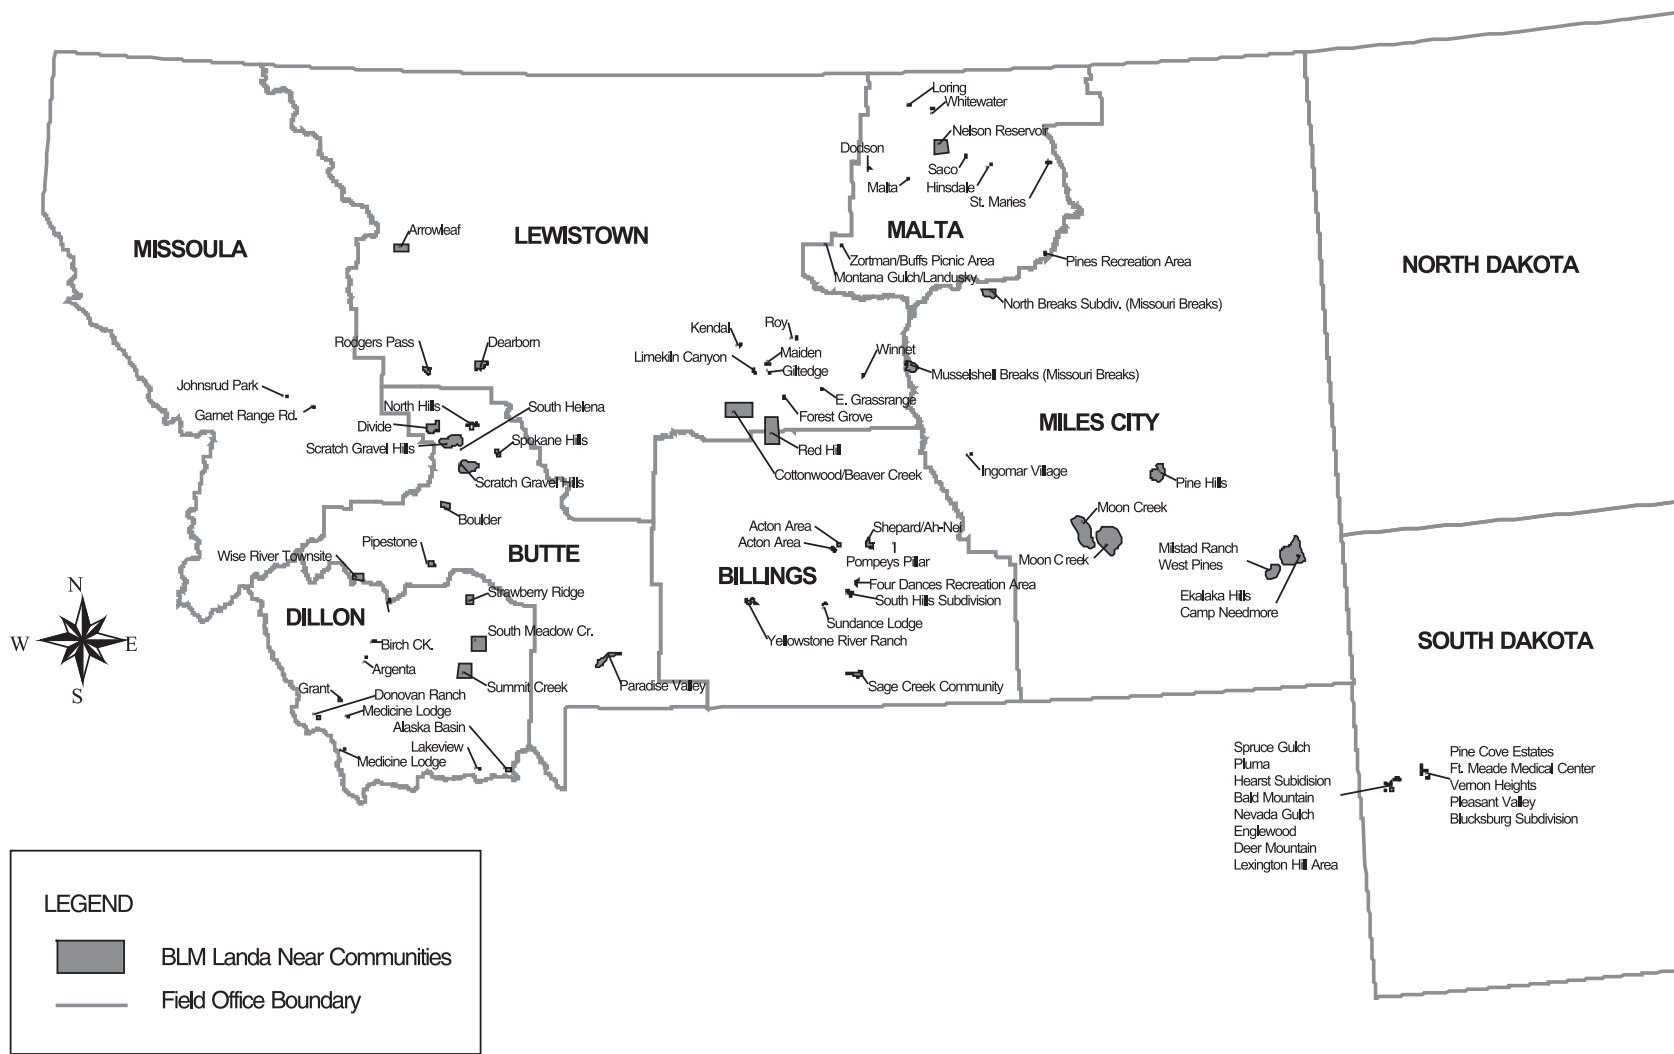 Loring
Whitewater
Nelson Reservoir
Dodson
Saco
Malta
Hinsdale
St. Maries
MALTA
Arrowleaf
LEWISTOWN
MISSOULA
Zortman/Buffs Picnic Area
Pines Recreation Area
Montana Gulch/Landusky
NORTH DAKOTA
North Breaks Subdiv. (Missouri Breaks)
Kendal
Roy
Rodgers Pass
Dearborn
Maiden
Winnet
Limekiln Canyon
Giltedge
Musselshell Breaks (Missouri Breaks)
Johnsrud Park
E. Grassrange
Garnet Range Rd.
North Hills
South Helena
Forest Grove
Divide
MILES CITY
Scratch Gravel Hills
Spokane Hills
Red Hill
Ingomar Village
Cottonwood/Beaver Creek
Scratch Gravel Hills
Pine Hills
Moon Creek
Boulder
Acton Area
Shepard/Ah-Nei
Pipestone
Acton Area
Wise River Townsite
BUTTE
Pompeys Pillar
Moon Creek
Milstad Ranch
West Pines
BILLINGS
Four Dances Recreation Area
Strawberry Ridge
South Hills Subdivision
Ekalaka Hills
Camp Needmore
N
DILLON
Sundance Lodge
South Meadow Cr.
Yellowstone River Ranch
SOUTH DAKOTA
W
E
Birch CK.
Argenta
S
Grant
Donovan Ranch
Summit Creek
Paradise Valley
Sage Creek Community
Medicine Lodge
Alaska Basin
Lakeview
Medicine Lodge
Spruce Gulch
Pluma
Hearst Subidision
Bald Mountain
Nevada Gulch
Englewood
Deer Mountain
Lexington Hill Area
Pine Cove Estates
Ft. Meade Medical Center
Vernon Heights
Pleasant Valley
Blucksburg Subdivision
LEGEND
BLM Landa Near Communities
Field Office Boundary